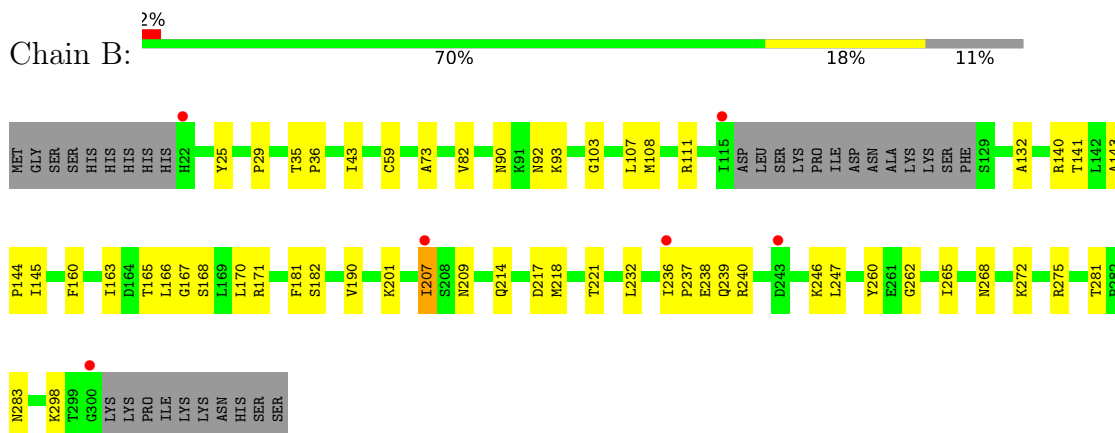 2%
Chain B:
70% 18% 11%
MET GLY SER SER HIS HIS HIS HIS HIS H22 Y25 P29 T35 P36 I43 C59 A73 V82 N90 K91 N92 K93 G103 L107 M108 R111 I115 ASP LEU SER LYS PRO ILE ASP ASN ALA LYS LYS SER PHE S129 A132 R140 T141 L142 A143
P144 I145 F160 I163 D164 T165 L166 G167 S168 L169 L170 R171 F181 S182 V190 K201 I207 S208 N209 Q214 D217 M218 T221 L232 I236 P237 E238 Q239 R240 D243 K246 L247 Y260 E261 G262 I265 N268 K272 R275 T281 P282
N283 K298 T299 G300 LYS LYS PRO ILE LYS LYS ASN HIS SER SER